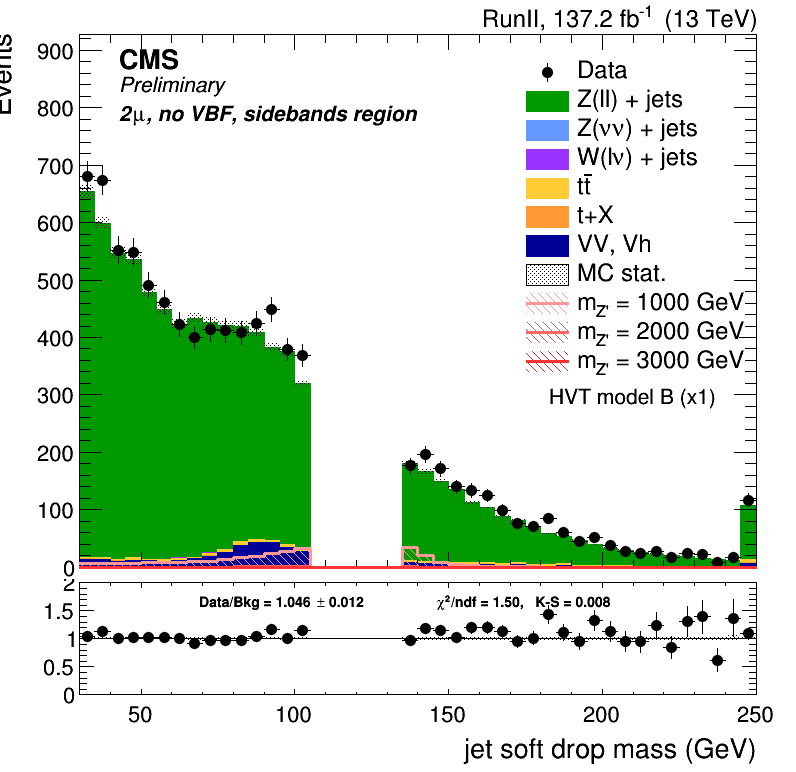 RunII, 137.2 fb⁻¹ (13 TeV)
Events
900
800
700
600
500
400
300
200
100
0
CMS
Preliminary
2μ, no VBF, sidebands region
Data
Z(ll) + jets
Z(νν) + jets
W(lν) + jets
tt̄
t+X
VV, Vh
MC stat.
m_Z' = 1000 GeV
m_Z' = 2000 GeV
m_Z' = 3000 GeV
HVT model B (x1)
2
1.5
1
0.5
0
Data/Bkg = 1.046 ± 0.012 χ²/ndf = 1.50, K-S = 0.008
50 100 150 200 250
jet soft drop mass (GeV)